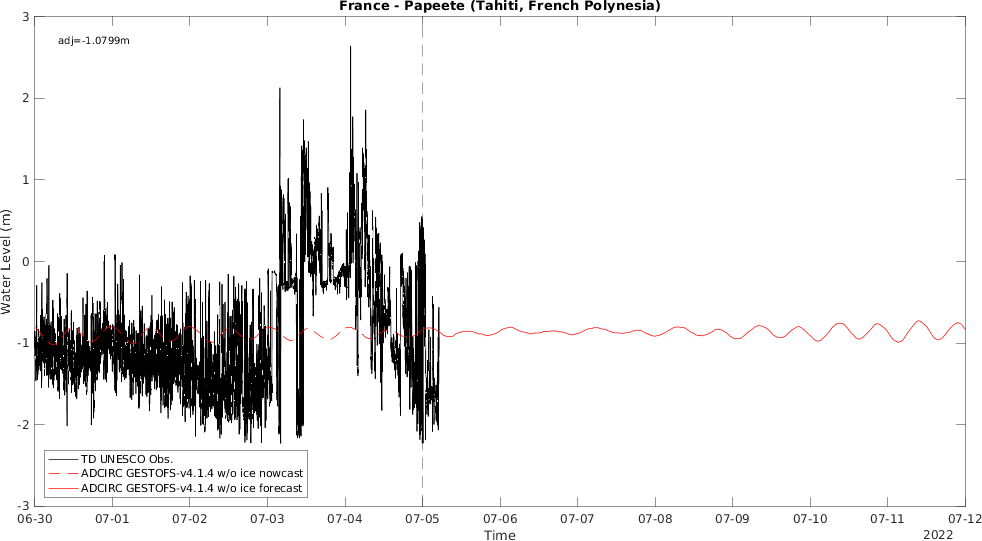 France - Papeete (Tahiti, French Polynesia)
adj=-1.0799m
3
2
1
0
-1
-2
-3
Water Level (m)
TD UNESCO Obs.
ADCIRC GESTOFS-v4.1.4 w/o ice nowcast
ADCIRC GESTOFS-v4.1.4 w/o ice forecast
06-30 07-01 07-02 07-03 07-04 07-05 07-06 07-07 07-08 07-09 07-10 07-11 07-12
Time
2022